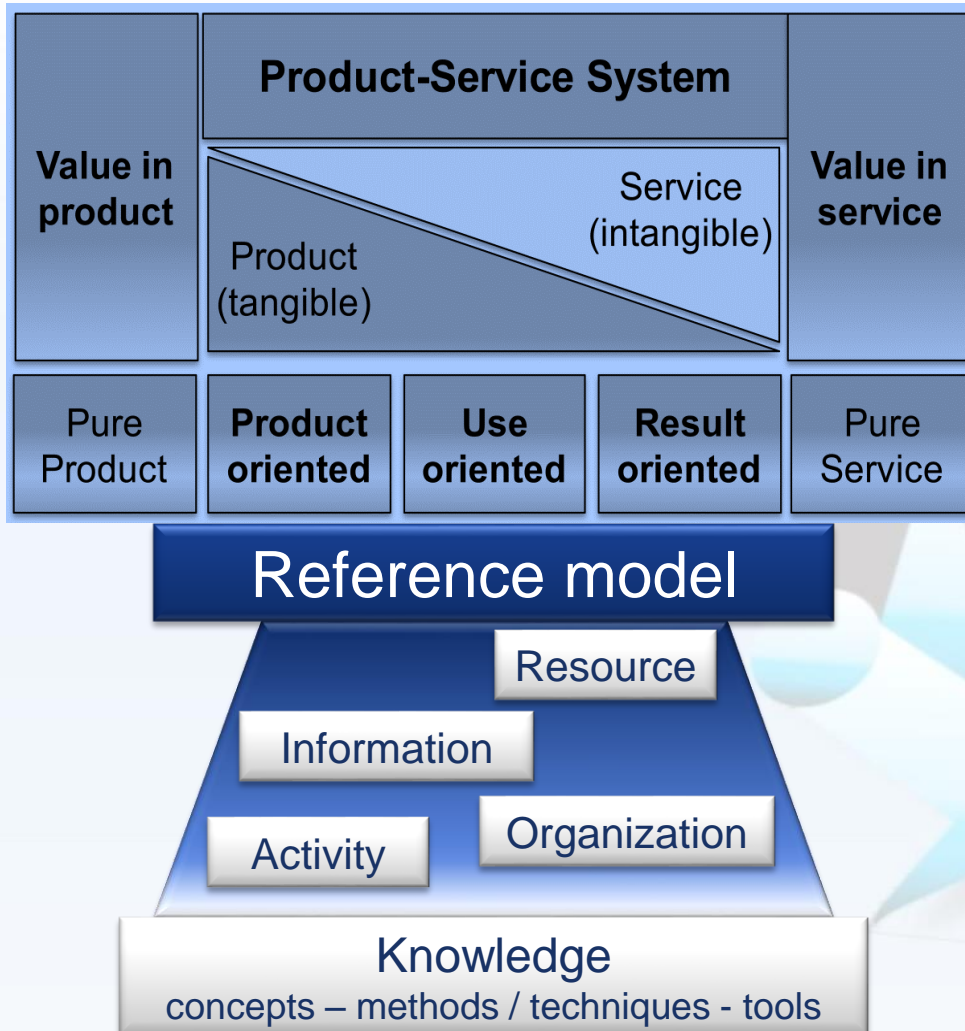 Product-Service System
Value in
product
Service
(intangible)
Product
(tangible)
Value in
service
Pure
Product
Product
oriented
Use
oriented
Result
oriented
Pure
Service
Reference model
Resource
Information
Organization
Activity
Knowledge
concepts – methods / techniques - tools